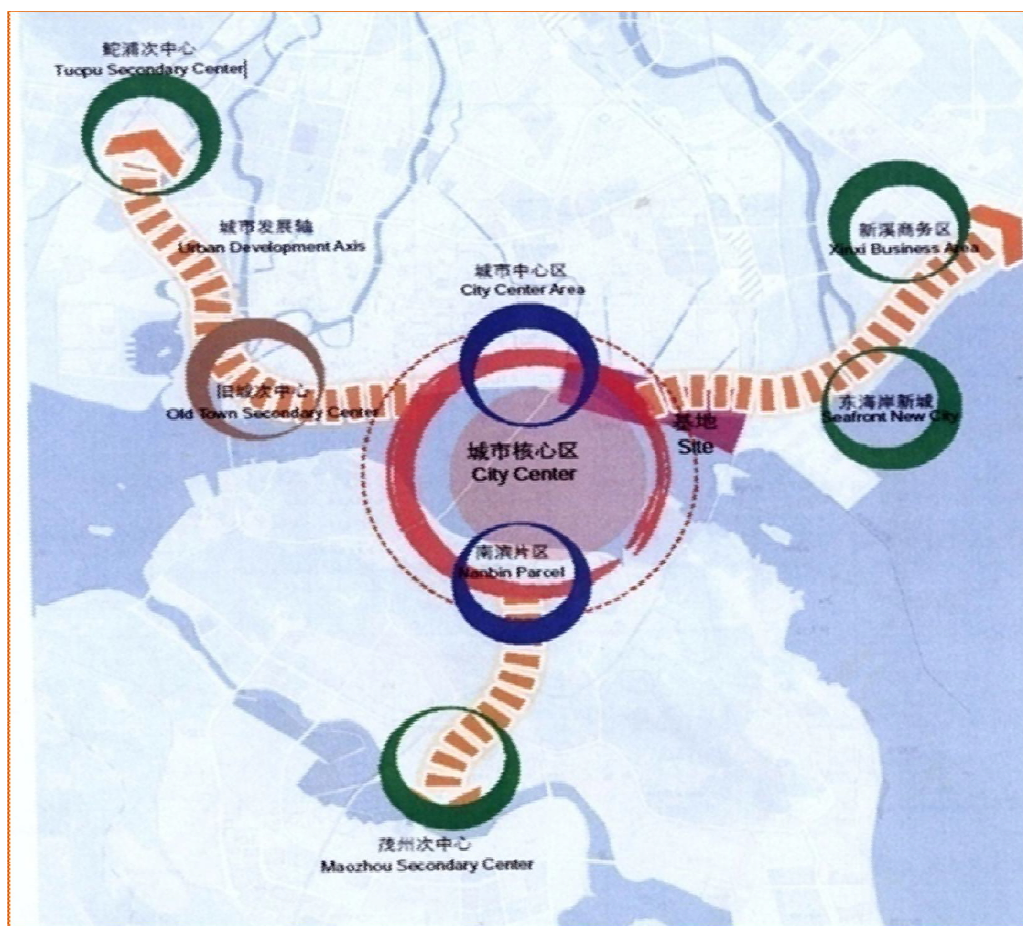 鮀浦次中心
Tuopu Secondary Center
城市发展轴
Urban Development Axis
新溪商务区
Xinxi Business Area
城市中心区
City Center Area
旧城次中心
Old Town Secondary Center
东海岸新城
Seafront New City
基地
Site
城市核心区
City Center
南滨片区
Nanbin Parcel
茂州次中心
Maozhou Secondary Center